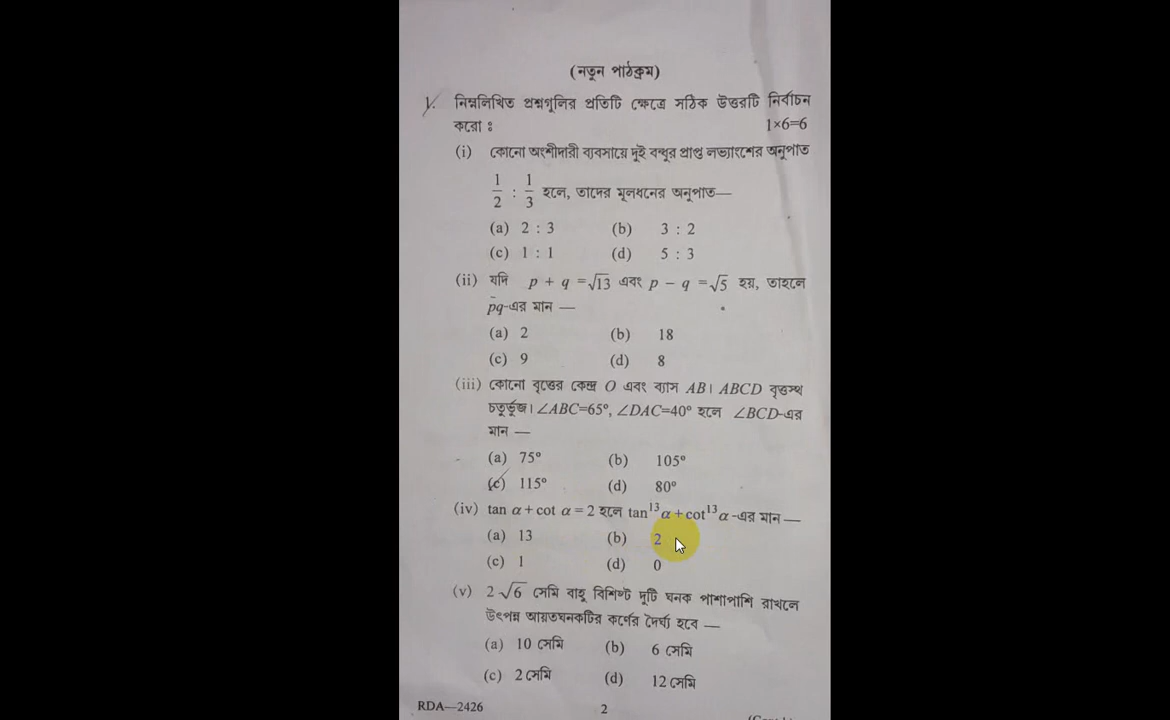 (নতুন পাঠক্রম)
1. নিম্নলিখিত প্রশ্নগুলির প্রতিটি ক্ষেত্রে সঠিক উত্তরটি নির্বাচন
করো ঃ 1×6=6
(i) কোনো অংশীদারী ব্যবসায়ে দুই বন্ধুর প্রাপ্ত লভ্যাংশের অনুপাত
1/2 : 1/3 হলে, তাদের মূলধনের অনুপাত—
(a) 2 : 3 (b) 3 : 2
(c) 1 : 1 (d) 5 : 3
(ii) যদি p + q =√13 এবং p − q =√5 হয়, তাহলে
pq-এর মান —
(a) 2 (b) 18
(c) 9 (d) 8
(iii) কোনো বৃত্তের কেন্দ্র O এবং ব্যাস AB। ABCD বৃত্তস্থ
চতুর্ভূজ। ∠ABC=65°, ∠DAC=40° হলে ∠BCD-এর
মান —
(a) 75° (b) 105°
(c) 115° (d) 80°
(iv) tan α + cot α = 2 হলে tan¹³α + cot¹³α -এর মান —
(a) 13 (b) 2
(c) 1 (d) 0
(v) 2√6 সেমি বাহু বিশিষ্ট দুটি ঘনক পাশাপাশি রাখলে
উৎপন্ন আয়তঘনকটির কর্ণের দৈর্ঘ্য হবে —
(a) 10 সেমি (b) 6 সেমি
(c) 2 সেমি (d) 12 সেমি
RDA—2426 2